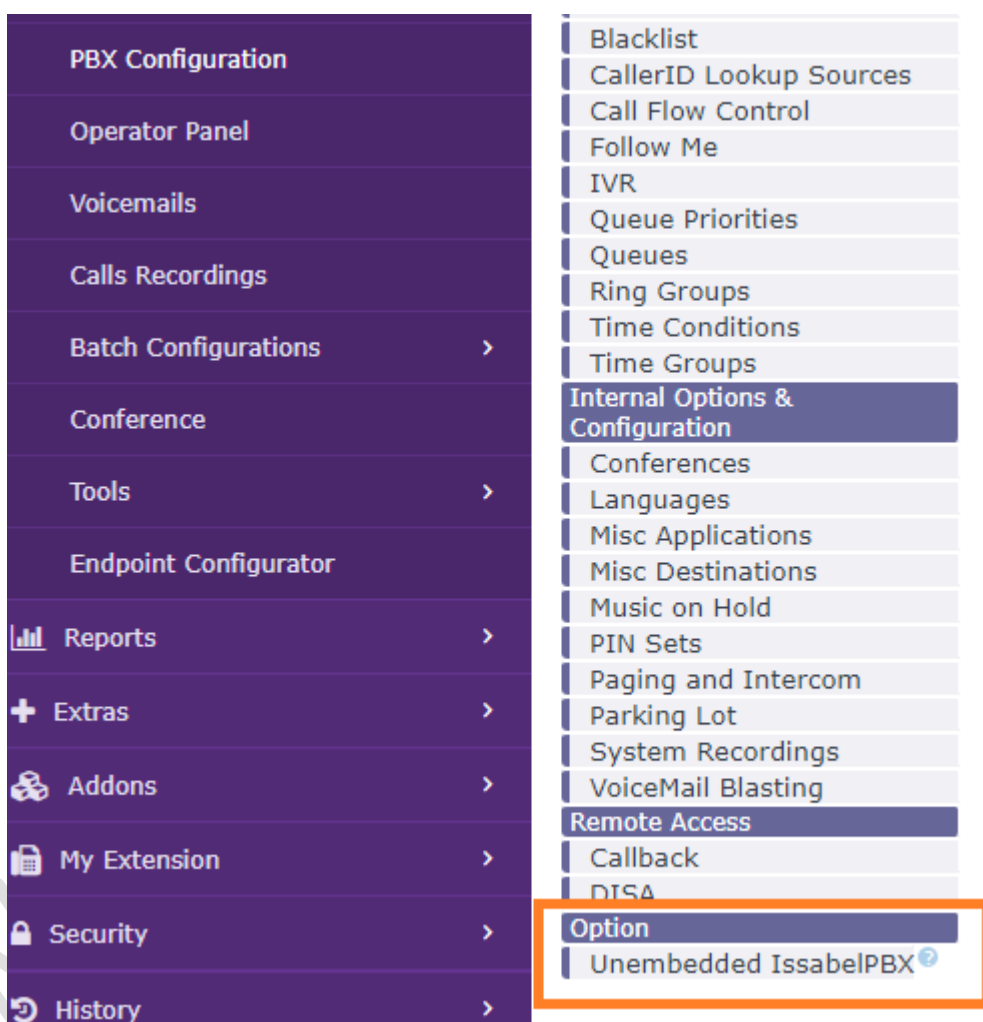 PBX Configuration
Operator Panel
Voicemails
Calls Recordings
Batch Configurations
Conference
Tools
Endpoint Configurator
Reports
Extras
Addons
My Extension
Security
History
Blacklist
CallerID Lookup Sources
Call Flow Control
Follow Me
IVR
Queue Priorities
Queues
Ring Groups
Time Conditions
Time Groups
Internal Options &
Configuration
Conferences
Languages
Misc Applications
Misc Destinations
Music on Hold
PIN Sets
Paging and Intercom
Parking Lot
System Recordings
VoiceMail Blasting
Remote Access
Callback
DISA
Option
Unembedded IssabelPBX ?